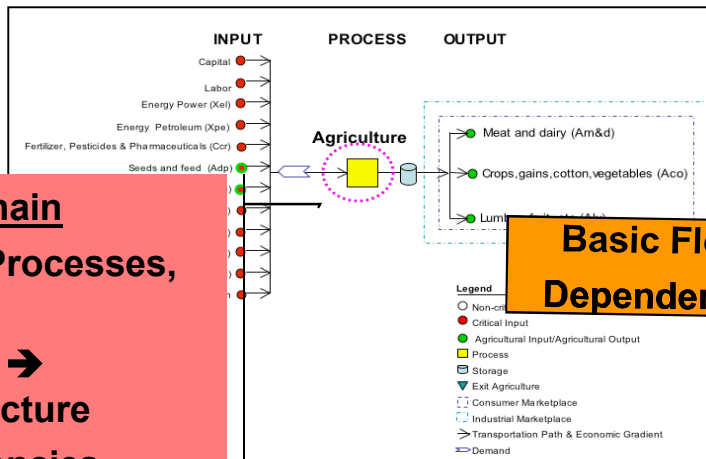 INPUT PROCESS OUTPUT
Capital
Labor
Energy Power (Xel)
Energy Petroleum (Xpe)
Fertilizer, Pesticides & Pharmaceuticals (Ccr)
Seeds and feed (Adp)
Agriculture
Meat and dairy (Am&d)
Crops,gains,cotton,vegetables (Aco)
rocesses,
➔
cture
Basic Fl
Depende
Legend
Critical Input
Agricultural Input/Agricultural Output
Process
Storage
Exit Agriculture
Consumer Marketplace
Industrial Marketplace
Transportation Path & Economic Gradient
Demand